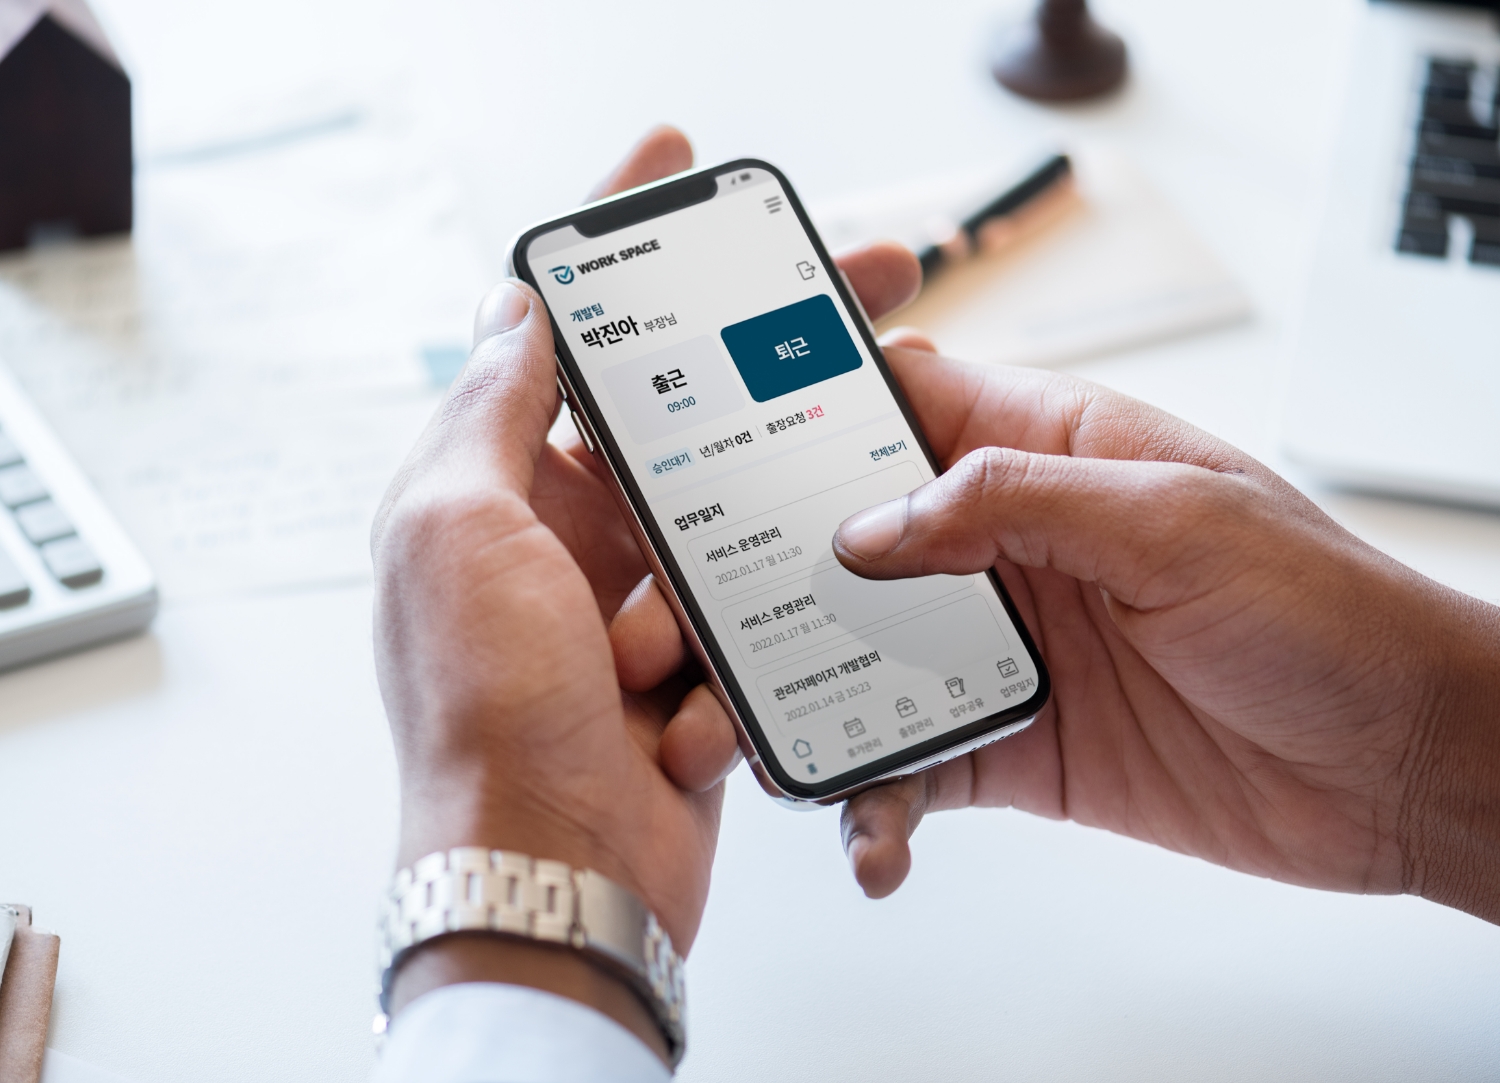 WORK SPACE
개발팀
박진아 부장님
출근
09:00
퇴근
승인대기 년/월차 0건 출장요청 3건
전체보기
업무일지
서비스 운영관리
2022.01.17 월 11:30
서비스 운영관리
2022.01.17 월 11:30
관리자페이지 개발협의
2022.01.14 금 15:23
홈
휴가관리
출장관리
업무공유
업무일지